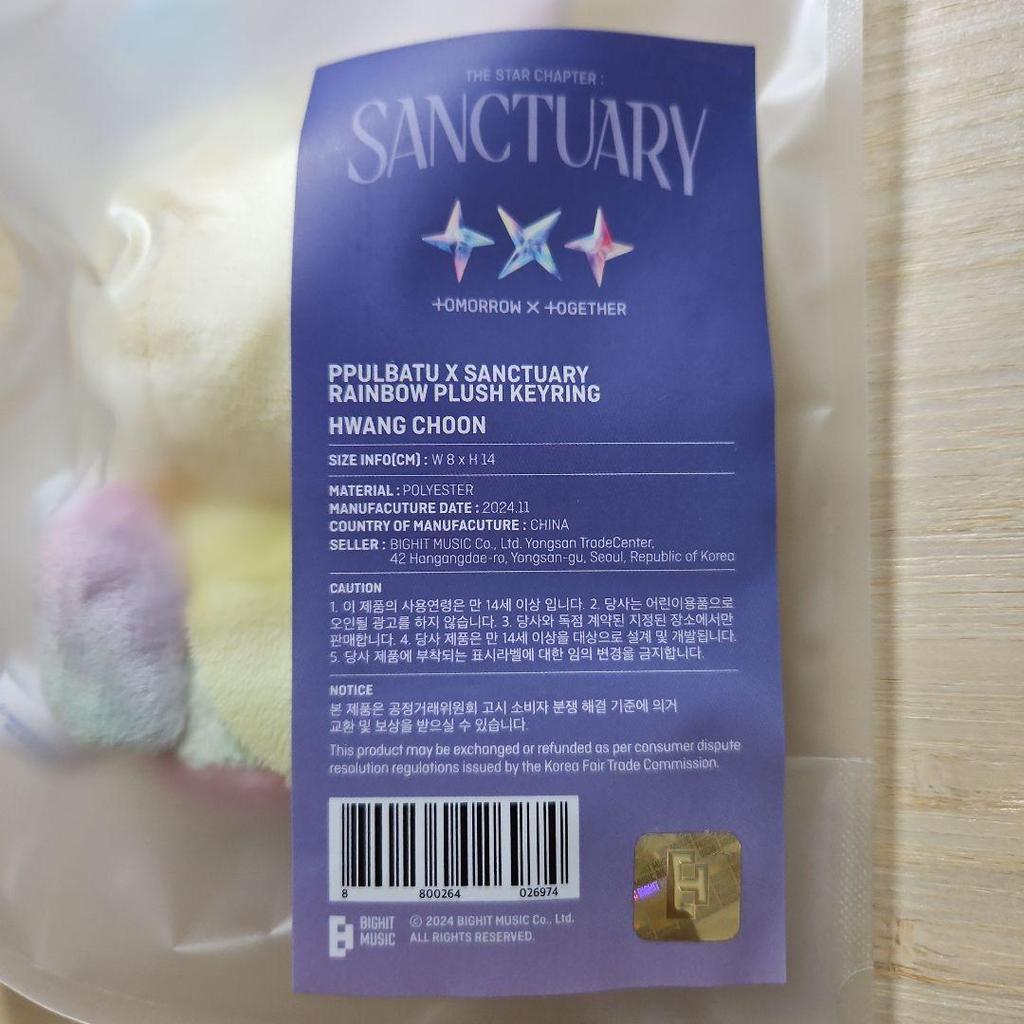 THE STAR CHAPTER :
SANCTUARY
TOMORROW X TOGETHER
PPULBATU X SANCTUARY
RAINBOW PLUSH KEYRING
HWANG CHOON
SIZE INFO(CM) : W 8 x H 14
MATERIAL : POLYESTER
MANUFACUTURE DATE : 2024.11
COUNTRY OF MANUFACUTURE : CHINA
SELLER : BIGHIT MUSIC Co., Ltd. Yongsan TradeCenter,
42 Hangangdae-ro, Yongsan-gu, Seoul, Republic of Korea
CAUTION
1. 이 제품의 사용연령은 만 14세 이상 입니다. 2. 당사는 어린이용품으로
오인될 광고를 하지 않습니다. 3. 당사와 독점 계약된 지정된 장소에서만
판매합니다. 4. 당사 제품은 만 14세 이상을 대상으로 설계 및 개발됩니다.
5. 당사 제품에 부착되는 표시라벨에 대한 임의 변경을 금지합니다.
NOTICE
본 제품은 공정거래위원회 고시 소비자 분쟁 해결 기준에 의거
교환 및 보상을 받으실 수 있습니다.
This product may be exchanged or refunded as per consumer dispute
resolution regulations issued by the Korea Fair Trade Commission.
8 800264 026974
BIGHIT
MUSIC
© 2024 BIGHIT MUSIC Co., Ltd.
ALL RIGHTS RESERVED.